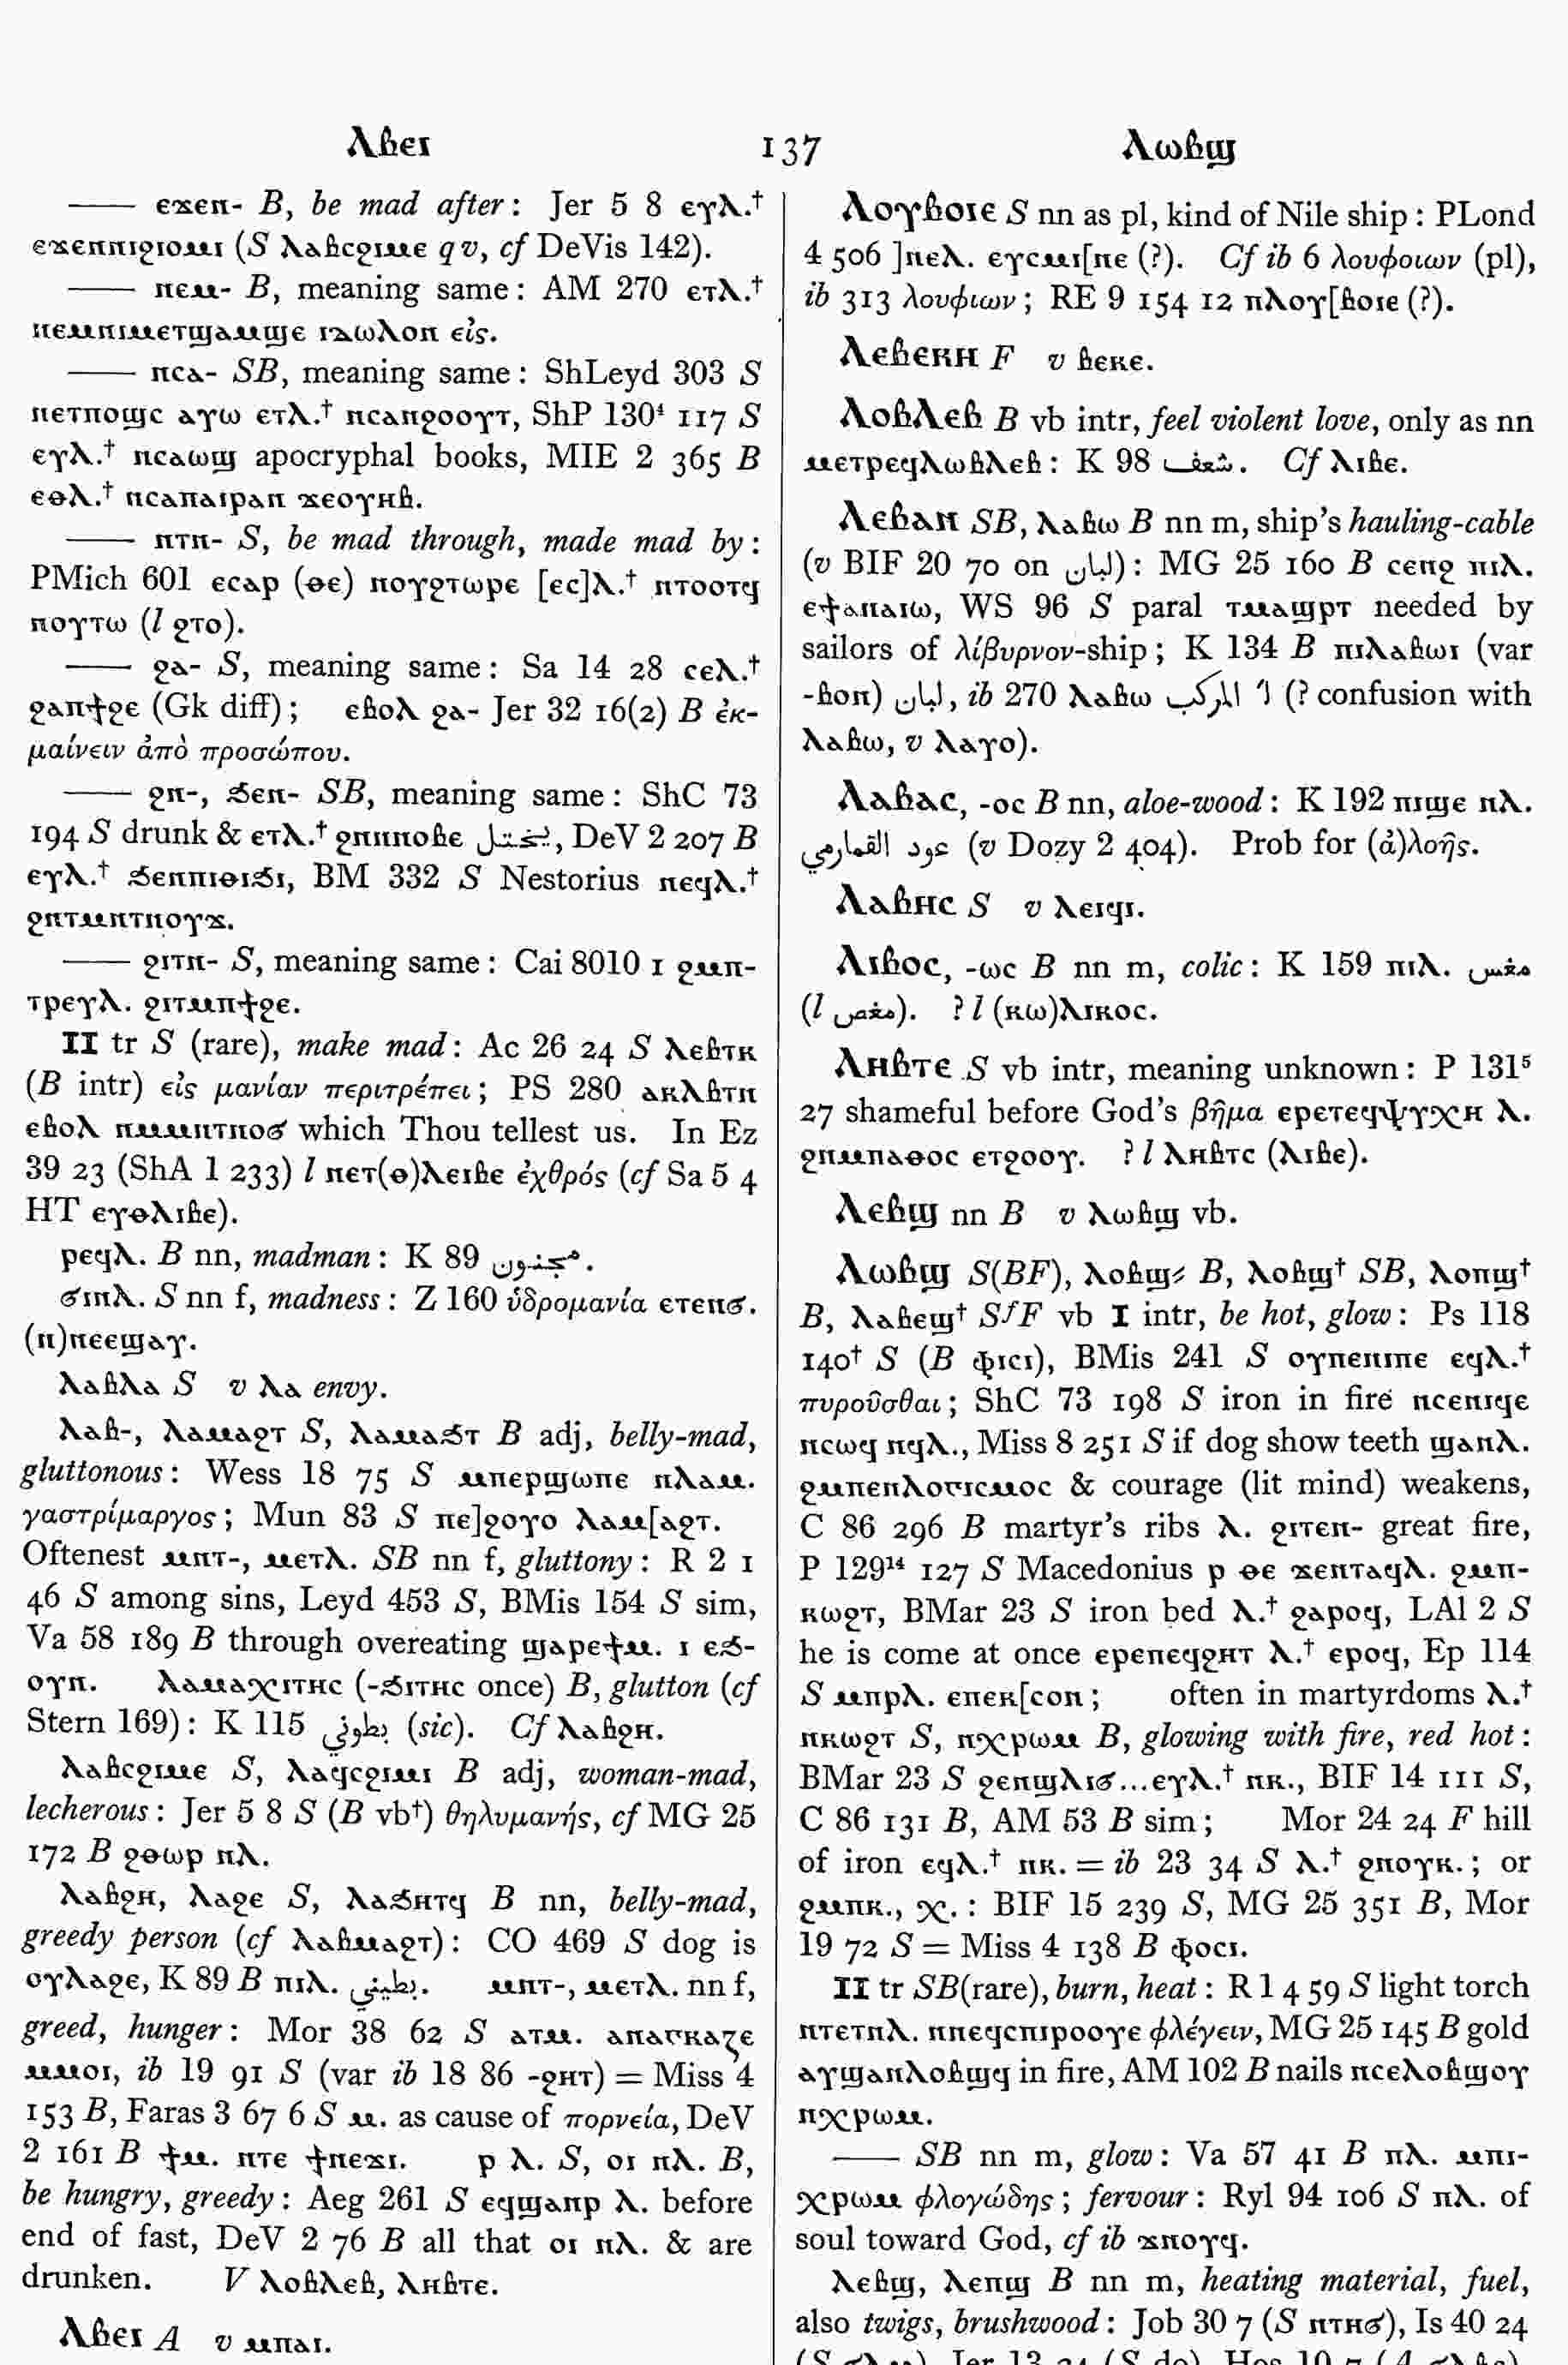 ⲗⲃⲉⲓ 137 ⲗⲱⲃϣ
—— ⲉϫⲉⲛ- B, be mad after: Jer 5 8 ⲉⲩⲗ.†
ⲉϫⲉⲛⲛⲓϩⲓⲟⲙⲓ (S ⲗⲁⲃⲥϩⲓⲙⲉ q v, cf DeVis 142).
—— ⲛⲉⲙ- B, meaning same: AM 270 ⲉⲧⲗ.†
ⲛⲉⲙⲡⲓⲙⲉⲧϣⲁⲙϣⲉ ⲓⲇⲱⲗⲟⲛ εἰς.
—— ⲛⲥⲁ- SB, meaning same: ShLeyd 303 S
ⲛⲉⲧⲡⲟϣⲥ ⲁⲩⲱ ⲉⲧⲗ.† ⲛⲥⲁⲛϩⲟⲟⲩⲧ, ShP 130⁴ 117 S
ⲉⲩⲗ.† ⲛⲥⲁⲱϣ apocryphal books, MIE 2 365 B
ⲉⲑⲗ.† ⲛⲥⲁⲡⲁⲓⲣⲁⲛ ϫⲉⲟⲩⲏⲃ.
—— ⲛⲧⲛ- S, be mad through, made mad by:
PMich 601 ⲉⲥⲁⲣ (ⲑⲉ) ⲛⲟⲩϩⲧⲱⲣⲉ [ⲉⲥ]ⲗ.† ⲛⲧⲟⲟⲧϥ
ⲛⲟⲩⲧⲱ (l ϩⲧⲟ).
—— ϩⲁ- S, meaning same: Sa 14 28 ⲥⲉⲗ.†
ϩⲁⲡϯϩⲉ (Gk diff); ⲉⲃⲟⲗ ϩⲁ- Jer 32 16(2) B ἐκ-
μαίνειν ἀπὸ προσώπου.
—— ϩⲛ-, ϧⲉⲛ- SB, meaning same: ShC 73
194 S drunk & ⲉⲧⲗ.† ϩⲛⲛⲛⲟⲃⲉ يختل, DeV 2 207 B
ⲉⲩⲗ.† ϧⲉⲛⲡⲓⲑⲓϧⲓ, BM 332 S Nestorius ⲡⲉϥⲗ.†
ϩⲛⲧⲙⲛⲧⲛⲟⲩϫ.
—— ϩⲓⲧⲛ- S, meaning same: Cai 8010 1 ϩⲙⲡ-
ⲧⲣⲉⲩⲗ. ϩⲓⲧⲙⲡϯϩⲉ.
II tr S (rare), make mad: Ac 26 24 S ⲗⲉⲃⲧⲕ
(B intr) εἰς μανίαν περιτρέπει; PS 280 ⲁⲕⲗⲃⲧⲛ
ⲉⲃⲟⲗ ⲛⲙⲙⲛⲧⲛⲟϭ which Thou tellest us. In Ez
39 23 (ShA 1 233) l ⲡⲉⲧ(ⲑ)ⲗⲉⲓⲃⲉ ἐχθρός (cf Sa 5 4
HT ⲉⲩⲑⲗⲓⲃⲉ).
ⲣⲉϥⲗ. B nn, madman: K 89 مجنون.
ϭⲓⲛⲗ. S nn f, madness: Z 160 ὑδρομανία ⲉⲧⲉⲡϭ.
(ⲡ)ⲛⲉⲉϣⲁⲩ.
ⲗⲁⲃⲗⲁ S v ⲗⲁ envy.
ⲗⲁⲃ-, ⲗⲁⲙⲁϩⲧ S, ⲗⲁⲙⲁϧⲧ B adj, belly-mad,
gluttonous: Wess 18 75 S ⲙⲡⲉⲣϣⲱⲡⲉ ⲛⲗⲁⲙ.
γαστρίμαργος; Mun 83 S ⲡⲉ]ϩⲟⲩⲟ ⲗⲁⲙ[ⲁϩⲧ.
Oftenest ⲙⲛⲧ-, ⲙⲉⲧⲗ. SB nn f, gluttony: R 2 1
46 S among sins, Leyd 453 S, BMis 154 S sim,
Va 58 189 B through overeating ϣⲁⲣⲉϯⲙ. ⲓ ⲉϧ-
ⲟⲩⲛ. ⲗⲁⲙⲁⲭⲓⲧⲏⲥ (-ϧⲓⲧⲏⲥ once) B, glutton (cf
Stern 169): K 115 بطوني (sic). Cf ⲗⲁⲃϩⲏ.
ⲗⲁⲃⲥϩⲓⲙⲉ S, ⲗⲁϥⲥϩⲓⲙⲓ B adj, woman-mad,
lecherous: Jer 5 8 S (B vb†) θηλυμανής, cf MG 25
172 B ϩⲑⲱⲣ ⲛⲗ.
ⲗⲁⲃϩⲏ, ⲗⲁϩⲉ S, ⲗⲁϧⲏⲧϥ B nn, belly-mad,
greedy person (cf ⲗⲁⲃⲙⲁϩⲧ): CO 469 S dog is
ⲟⲩⲗⲁϩⲉ, K 89 B ⲡⲓⲗ. بطيني. ⲙⲛⲧ-, ⲙⲉⲧⲗ. nn f,
greed, hunger: Mor 38 62 S ⲁⲧⲙ. ⲁⲛⲁⲅⲕⲁⲍⲉ
ⲙⲙⲟⲓ, ib 19 91 S (var ib 18 86 -ϩⲏⲧ) = Miss 4
153 B, Faras 3 67 6 S ⲙ. as cause of πορνεία, DeV
2 161 B ϯⲙ. ⲛⲧⲉ ϯⲛⲉϫⲓ. ⲣ ⲗ. S, ⲟⲓ ⲛⲗ. B,
be hungry, greedy: Aeg 261 S ⲉϥϣⲁⲛⲣ ⲗ. before
end of fast, DeV 2 76 B all that ⲟⲓ ⲛⲗ. & are
drunken. V ⲗⲟⲃⲗⲉⲃ, ⲗⲏⲃⲧⲉ.
ⲗⲃⲉⲓ A v ⲙⲡⲁⲓ.
ⲗⲟⲩⲃⲟⲓⲉ S nn as pl, kind of Nile ship: PLond
4 506 ]ⲛⲉⲗ. ⲉⲩⲥⲙⲓ[ⲛⲉ (?). Cf ib 6 λουφοιων (pl),
ib 313 λουφιων; RE 9 154 12 ⲡⲗⲟⲩ[ⲃⲟⲓⲉ (?).
ⲗⲉⲃⲉⲕⲏ F v ⲃⲉⲕⲉ.
ⲗⲟⲃⲗⲉⲃ B vb intr, feel violent love, only as nn
ⲙⲉⲧⲣⲉϥⲗⲱⲃⲗⲉⲃ: K 98 شغف. Cf ⲗⲓⲃⲉ.
ⲗⲉⲃⲁⲛ SB, ⲗⲁⲃⲱ B nn m, ship's hauling-cable
(v BIF 20 70 on لبان): MG 25 160 B ⲥⲉⲛϩ ⲡⲓⲗ.
ⲉϯⲁⲛⲁⲓⲱ, WS 96 S paral ⲧⲙⲁϣⲣⲧ needed by
sailors of λίβυρνον-ship; K 134 B ⲡⲓⲗⲁⲃⲱⲓ (var
-ⲃⲟⲛ) لبان, ib 270 ⲗⲁⲃⲱ ا المركب (? confusion with
ⲗⲁⲃⲱ, v ⲗⲁⲩⲟ).
ⲗⲁⲃⲁⲥ, -ⲟⲥ B nn, aloe-wood: K 192 ⲡⲓϣⲉ ⲛⲗ.
عود القماري (v Dozy 2 404). Prob for (ἀ)λοῆς.
ⲗⲁⲃⲏⲥ S v ⲗⲉⲓϥⲓ.
ⲗⲓⲃⲟⲥ, -ⲱⲥ B nn m, colic: K 159 ⲡⲓⲗ. مغس
(l مغص). ? l (ⲕⲱ)ⲗⲓⲕⲟⲥ.
ⲗⲏⲃⲧⲉ S vb intr, meaning unknown: P 131⁵
27 shameful before God's βῆμα ⲉⲣⲉⲧⲉϥⲯⲩⲭⲏ ⲗ.
ϩⲛⲙⲡⲁⲑⲟⲥ ⲉⲧϩⲟⲟⲩ. ? l ⲗⲏⲃⲧⲥ (ⲗⲓⲃⲉ).
ⲗⲉⲃϣ nn B v ⲗⲱⲃϣ vb.
ⲗⲱⲃϣ S(BF), ⲗⲟⲃϣ⸗ B, ⲗⲟⲃϣ† SB, ⲗⲟⲡϣ†
B, ⲗⲁⲃⲉϣ† SᶠF vb I intr, be hot, glow: Ps 118
140† S (B ⲫⲓⲥⲓ), BMis 241 S ⲟⲩⲡⲉⲛⲓⲡⲉ ⲉϥⲗ.†
πυροῦσθαι; ShC 73 198 S iron in fire ⲛⲥⲉⲛⲓϥⲉ
ⲛⲥⲱϥ ⲛϥⲗ., Miss 8 251 S if dog show teeth ϣⲁⲛⲗ.
ϩⲙⲡⲉⲛⲗⲟⲅⲓⲥⲙⲟⲥ & courage (lit mind) weakens,
C 86 296 B martyr's ribs ⲗ. ϩⲓⲧⲉⲛ- great fire,
P 129¹⁴ 127 S Macedonius ⲣ ⲑⲉ ϫⲉⲛⲧⲁϥⲗ. ϩⲙⲡ-
ⲕⲱϩⲧ, BMar 23 S iron bed ⲗ.† ϩⲁⲣⲟϥ, LAl 2 S
he is come at once ⲉⲣⲉⲡⲉϥϩⲏⲧ ⲗ.† ⲉⲣⲟϥ, Ep 114
S ⲙⲡⲣⲗ. ⲉⲡⲉⲕ[ⲥⲟⲛ; often in martyrdoms ⲗ.†
ⲛⲕⲱϩⲧ S, ⲛⲭⲣⲱⲙ B, glowing with fire, red hot:
BMar 23 S ϩⲉⲛϣⲗⲓϭ...ⲉⲩⲗ.† ⲛⲕ., BIF 14 111 S,
C 86 131 B, AM 53 B sim; Mor 24 24 F hill
of iron ⲉϥⲗ.† ⲛⲕ. = ib 23 34 S ⲗ.† ϩⲛⲟⲩⲕ.; or
ϩⲙⲡⲕ., ⲭ.: BIF 15 239 S, MG 25 351 B, Mor
19 72 S = Miss 4 138 B ⲫⲟⲥⲓ.
II tr SB(rare), burn, heat: R 1 4 59 S light torch
ⲛⲧⲉⲧⲛⲗ. ⲛⲛⲉϥⲥⲡⲓⲣⲟⲟⲩⲉ φλέγειν, MG 25 145 B gold
ⲁⲩϣⲁⲛⲗⲟⲃϣϥ in fire, AM 102 B nails ⲛⲥⲉⲗⲟⲃϣⲟⲩ
ⲛⲭⲣⲱⲙ.
—— SB nn m, glow: Va 57 41 B ⲡⲗ. ⲙⲡⲓ-
ⲭⲣⲱⲙ φλογώδης; fervour: Ryl 94 106 S ⲡⲗ. of
soul toward God, cf ib ϫⲛⲟⲩϥ.
ⲗⲉⲃϣ, ⲗⲉⲡϣ B nn m, heating material, fuel,
also twigs, brushwood: Job 30 7 (S ⲛⲧⲏϭ), Is 40 24